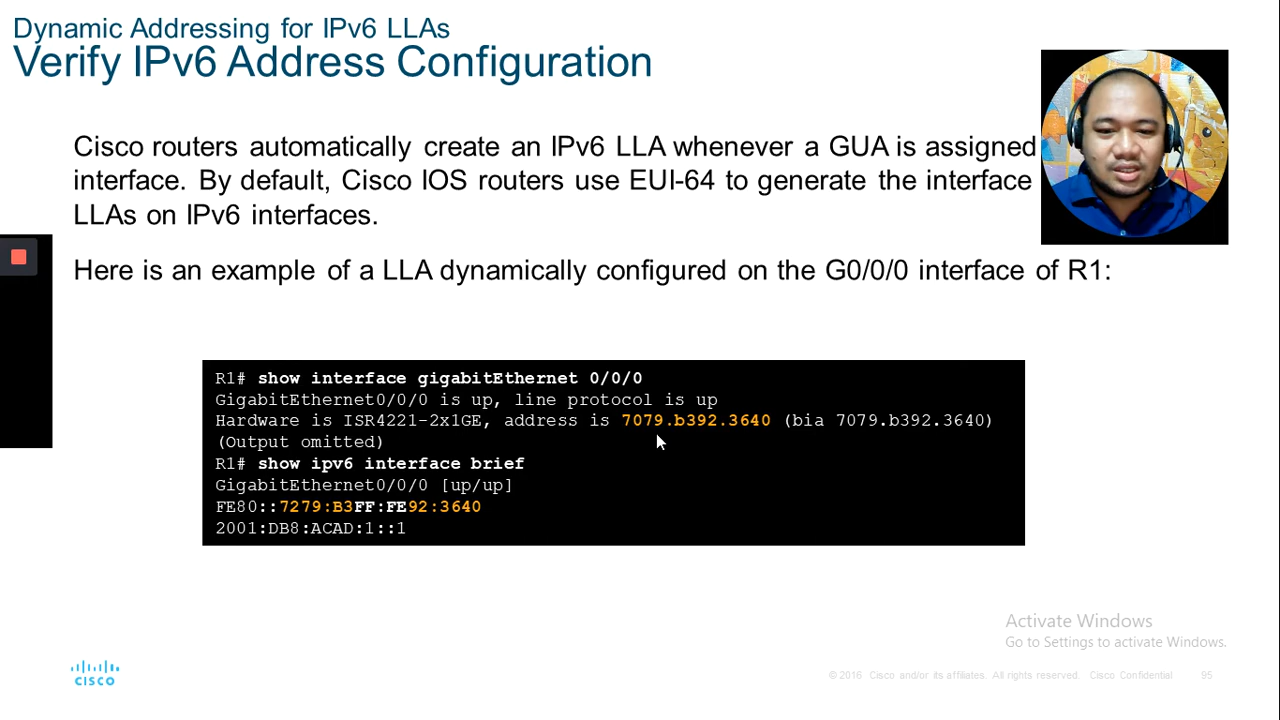 Dynamic Addressing for IPv6 LLAs
Verify IPv6 Address Configuration
Cisco routers automatically create an IPv6 LLA whenever a GUA is assigned
interface. By default, Cisco IOS routers use EUI-64 to generate the interface
LLAs on IPv6 interfaces.
Here is an example of a LLA dynamically configured on the G0/0/0 interface of R1:
R1# show interface gigabitEthernet 0/0/0
GigabitEthernet0/0/0 is up, line protocol is up
Hardware is ISR4221-2x1GE, address is 7079.b392.3640 (bia 7079.b392.3640)
(Output omitted)
R1# show ipv6 interface brief
GigabitEthernet0/0/0 [up/up]
FE80::7279:B3FF:FE92:3640
2001:DB8:ACAD:1::1
Activate Windows
Go to Settings to activate Windows.
CISCO
© 2016 Cisco and/or its affiliates. All rights reserved. Cisco Confidential 95